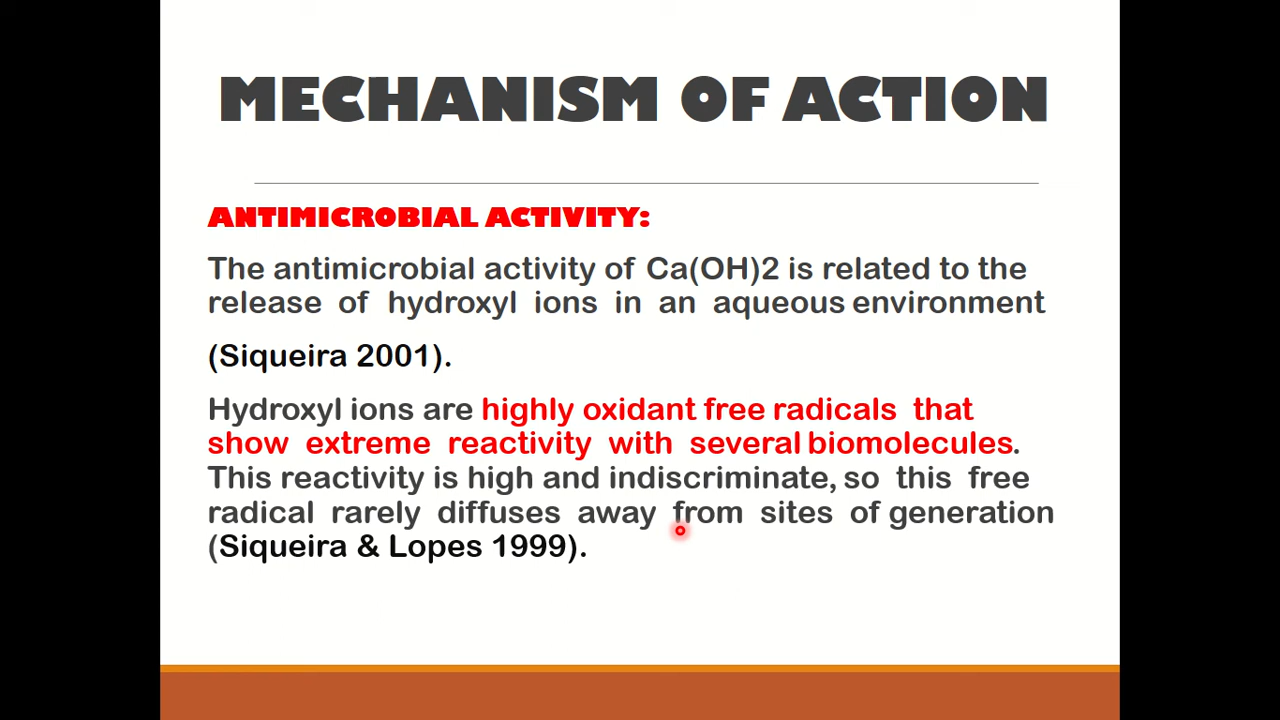 MECHANISM OF ACTION
ANTIMICROBIAL ACTIVITY:
The antimicrobial activity of Ca(OH)2 is related to the
release of hydroxyl ions in an aqueous environment
(Siqueira 2001).
Hydroxyl ions are highly oxidant free radicals that
show extreme reactivity with several biomolecules.
This reactivity is high and indiscriminate, so this free
radical rarely diffuses away from sites of generation
(Siqueira & Lopes 1999).